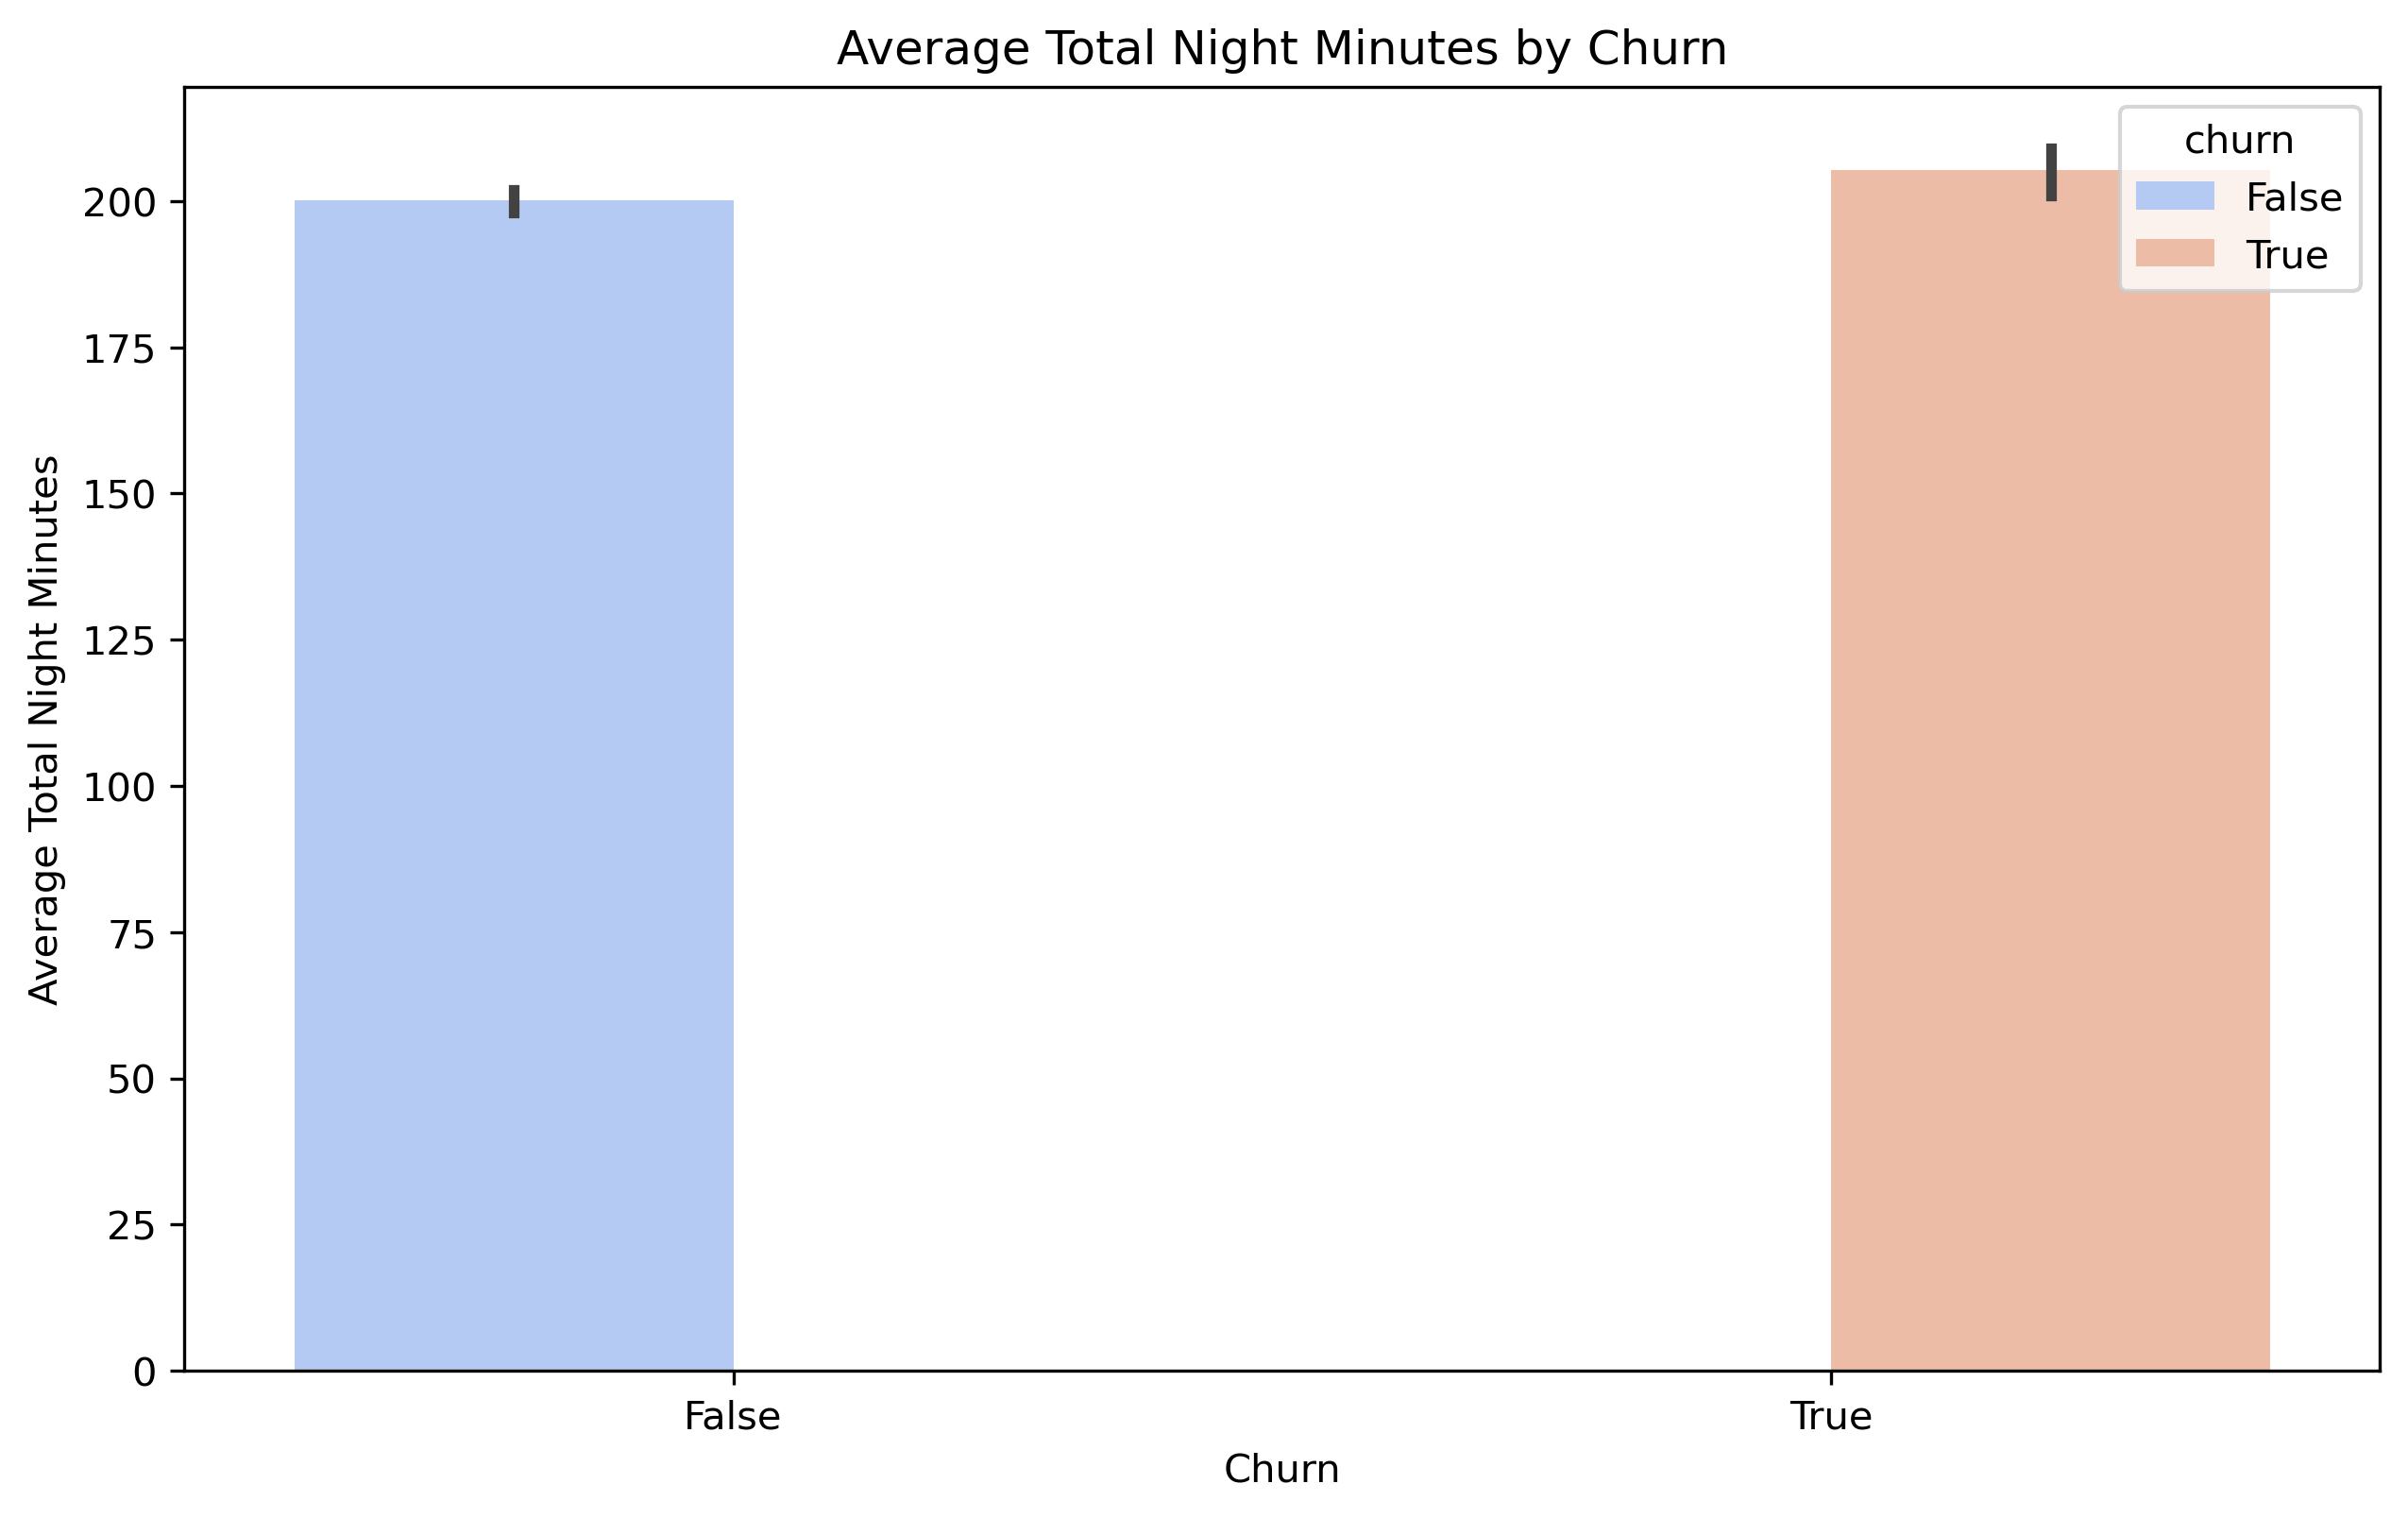 Average Total Night Minutes by Churn
churn
False
True
Average Total Night Minutes
200
175
150
125
100
75
50
25
0
False
True
Churn